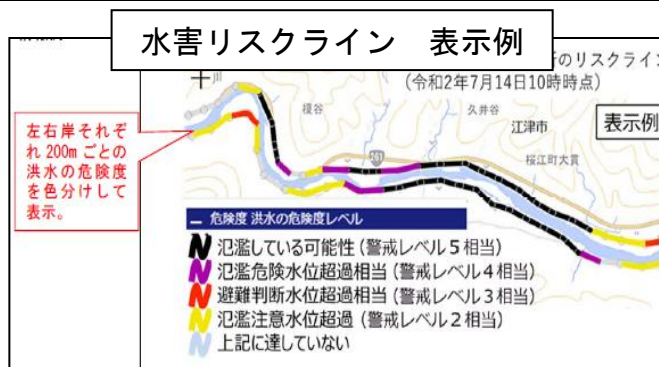 水害リスクライン 表示例
のリスクライン
(令和2年7月14日10時時点)
川
榎谷
久井谷
江津市
表示例
261
桜江町大貫
左右岸それぞ
れ 200m ごとの
洪水の危険度
を色分けして
表示。
危険度 洪水の危険度レベル
氾濫している可能性 (警戒レベル5相当)
氾濫危険水位超過相当 (警戒レベル4相当)
避難判断水位超過相当 (警戒レベル3相当)
氾濫注意水位超過 (警戒レベル2相当)
上記に達していない